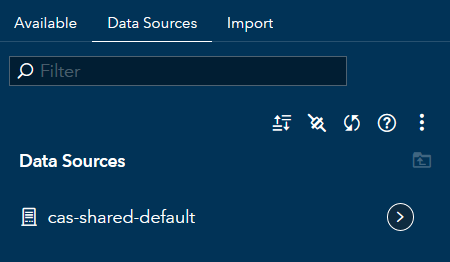 Available Data Sources Import
Filter
Data Sources
cas-shared-default